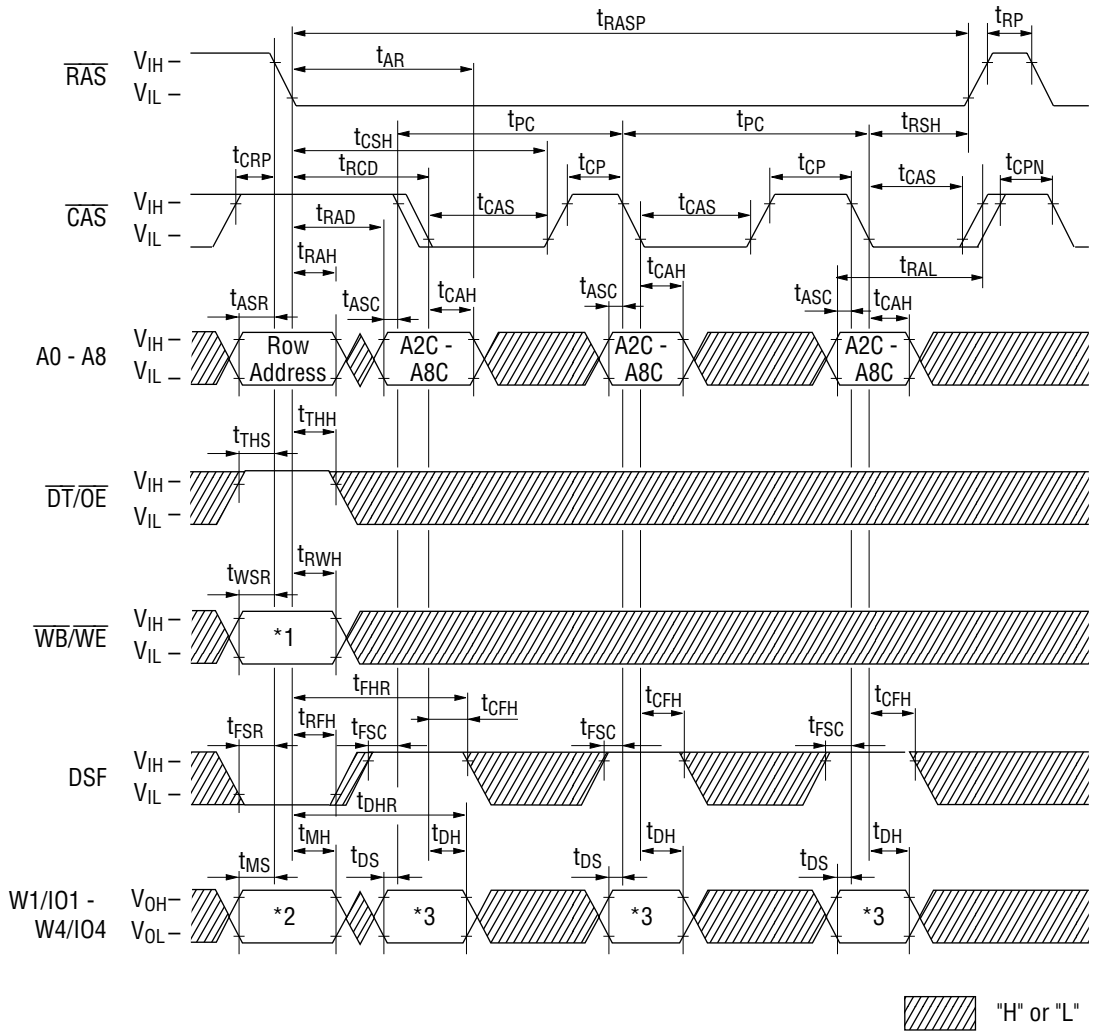 tRASP
tRP
RAS
VIH –
VIL –
tAR
tPC
tPC
tRSH
tCSH
tCRP
tRCD
tCP
tCP
tCAS
tCPN
CAS
VIH –
VIL –
tRAD
tCAS
tCAS
tRAH
tRAL
tCAH
tASR
tASC
tCAH
tASC
tASC
tCAH
A0 - A8
VIH –
VIL –
Row
Address
A2C -
A8C
A2C -
A8C
A2C -
A8C
tTHH
tTHS
DT/OE
VIH –
VIL –
tRWH
tWSR
WB/WE
VIH –
VIL –
*1
tFHR
tCFH
tCFH
tCFH
tFSR
tRFH
tFSC
tFSC
tFSC
DSF
VIH –
VIL –
tDHR
tMH
tDH
tDH
tDH
tMS
tDS
tDS
tDS
W1/IO1 -
W4/IO4
VOH–
VOL –
*2
*3
*3
*3
"H" or "L"